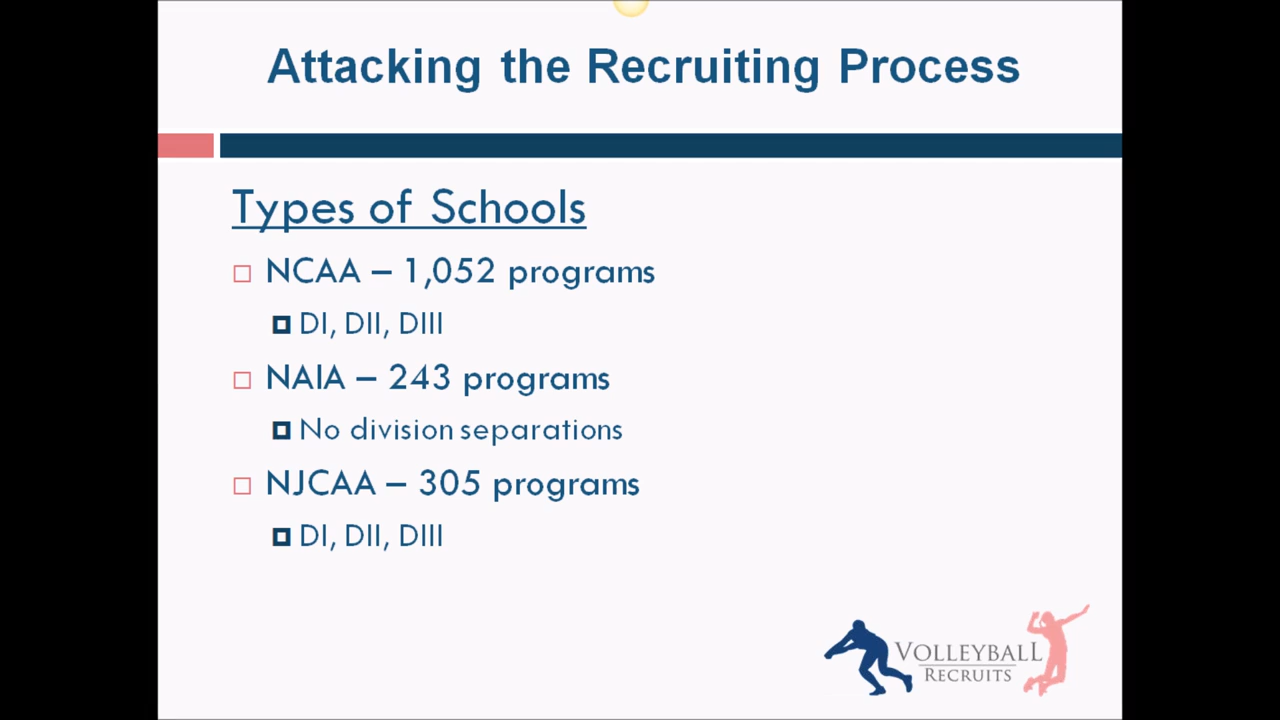 Attacking the Recruiting Process
Types of Schools
NCAA – 1,052 programs
DI, DII, DIII
NAIA – 243 programs
No division separations
NJCAA – 305 programs
DI, DII, DIII
VOLLEYBALL
RECRUITS